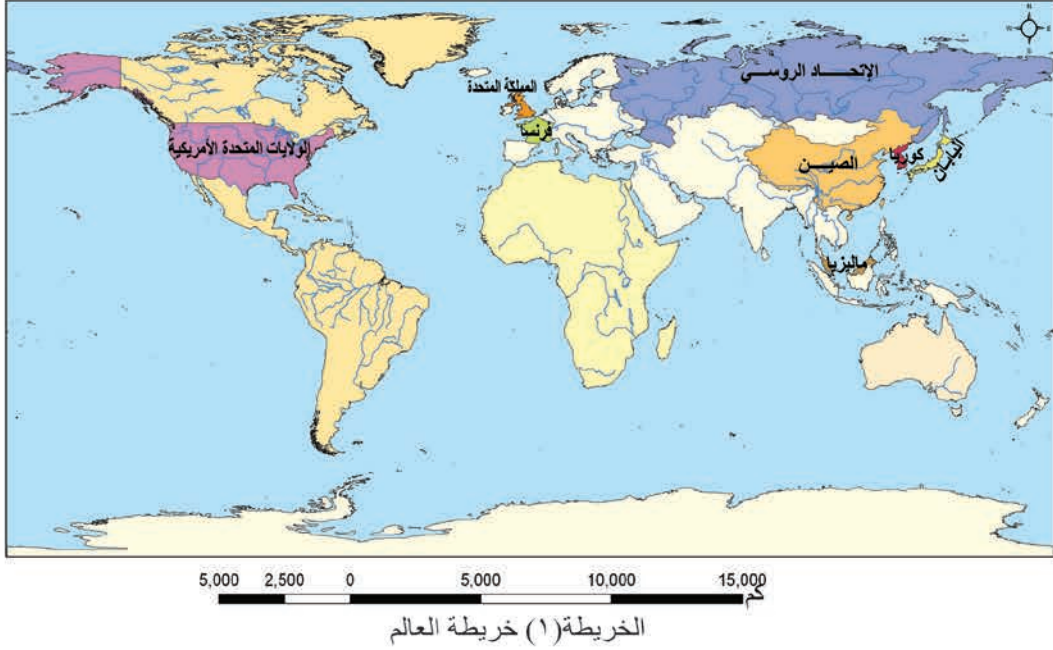 الإتحـــاد الروســـي
المملكة المتحدة
فرنسا
الولايات المتحدة الأمريكية
الصيـــن
كوريا
اليابـــان
ماليزيا
5,000 2,500 0 5,000 10,000 15,000
كم
الخريطة(١) خريطة العالم